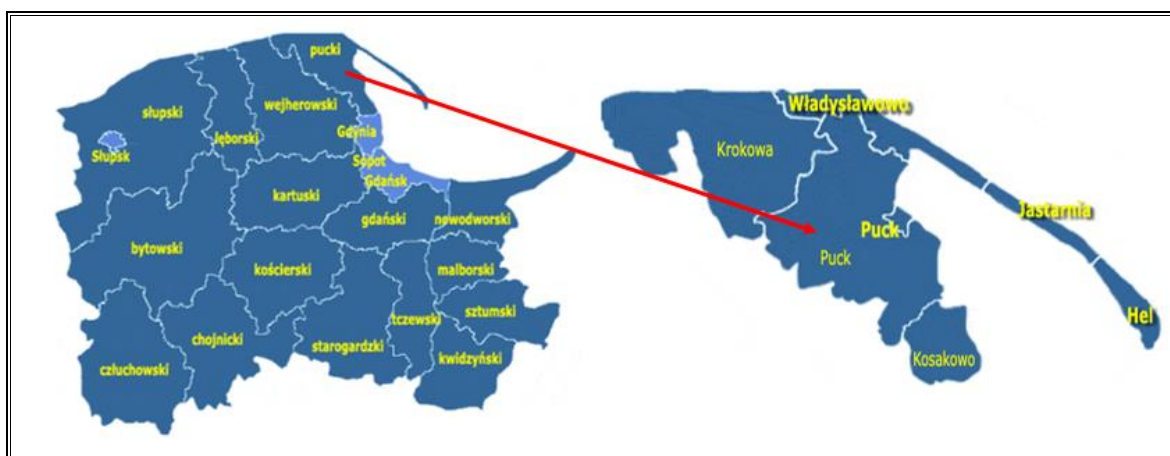 pucki
słupski
wejherowski
lęborski
Gdynia
Słupsk
Sopot
Gdańsk
kartuski
gdański
nowodworski
bytowski
kościerski
malborski
sztumski
tczewski
chojnicki
starogardzki
kwidzyński
człuchowski
Władysławowo
Krokowa
Jastarnia
Puck
Puck
Hel
Kosakowo